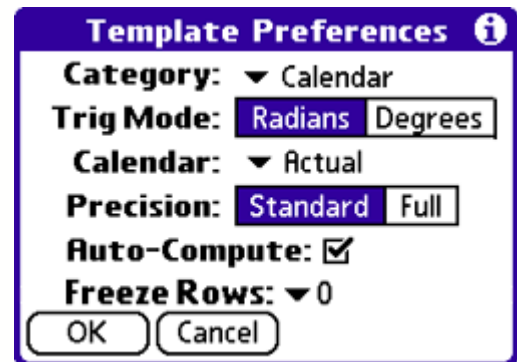 Template Preferences i
Category: Calendar
Trig Mode: Radians Degrees
Calendar: Actual
Precision: Standard Full
Auto-Compute:
Freeze Rows: 0
OK Cancel